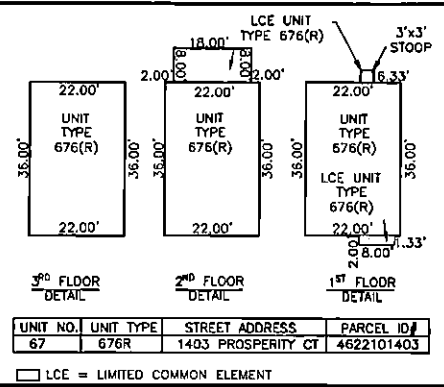 LCE UNIT
TYPE 676(R)
3'x3'
STOOP
18.00'
8.00'
8.00'
2.00'
2.00'
6.33'
22.00'
22.00'
22.00'
UNIT
TYPE
676(R)
UNIT
TYPE
676(R)
UNIT
TYPE
676(R)
36.00'
36.00'
36.00'
36.00'
36.00'
36.00'
LCE UNIT
TYPE
676(R)
22.00'
22.00'
22.00'
1.33'
2.00'
8.00'
3RD FLOOR
DETAIL
2ND FLOOR
DETAIL
1ST FLOOR
DETAIL
UNIT NO. UNIT TYPE STREET ADDRESS PARCEL ID#
67 676R 1403 PROSPERITY CT 4622101403
LCE = LIMITED COMMON ELEMENT